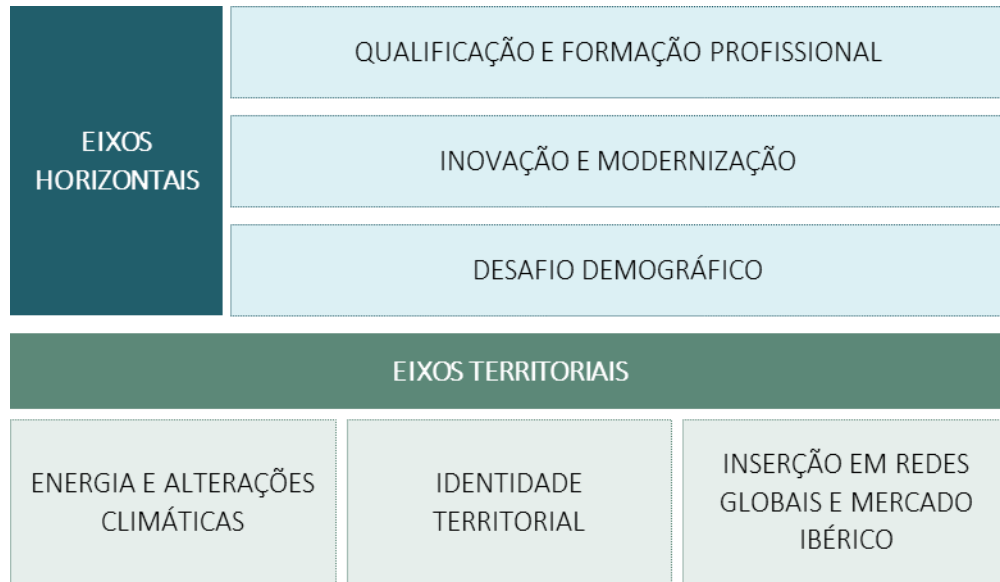 EIXOS
HORIZONTAIS
QUALIFICAÇÃO E FORMAÇÃO PROFISSIONAL
INOVAÇÃO E MODERNIZAÇÃO
DESAFIO DEMOGRÁFICO
EIXOS TERRITORIAIS
ENERGIA E ALTERAÇÕES
CLIMÁTICAS
IDENTIDADE
TERRITORIAL
INSERÇÃO EM REDES
GLOBAIS E MERCADO
IBÉRICO